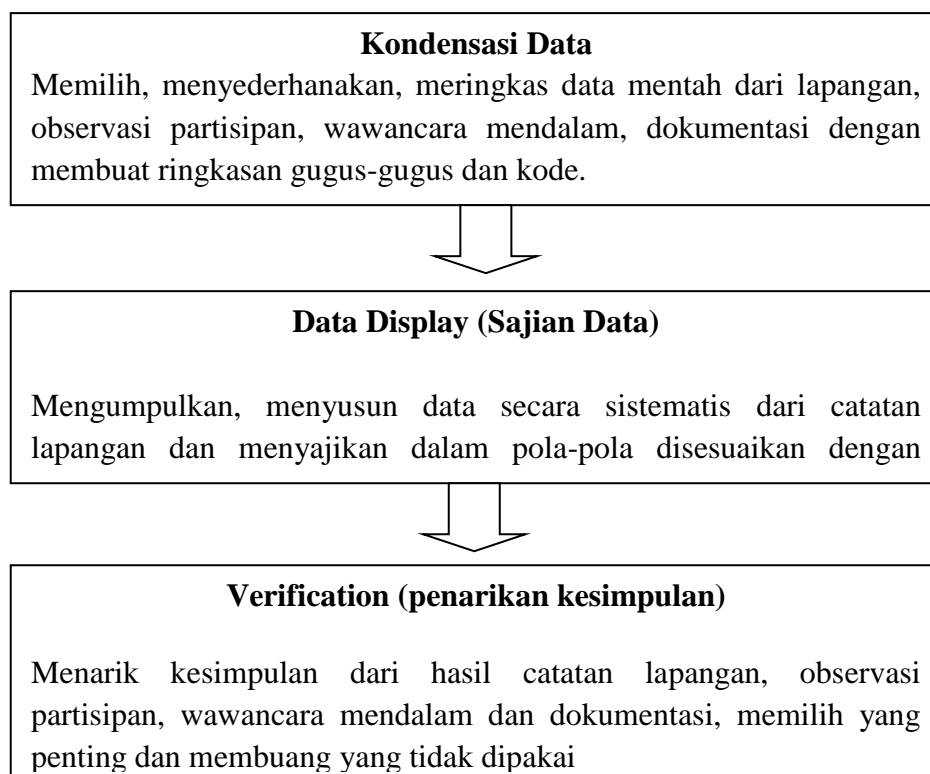 Kondensasi Data
Memilih, menyederhanakan, meringkas data mentah dari lapangan,
observasi partisipan, wawancara mendalam, dokumentasi dengan
membuat ringkasan gugus-gugus dan kode.
Data Display (Sajian Data)
Mengumpulkan, menyusun data secara sistematis dari catatan
lapangan dan menyajikan dalam pola-pola disesuaikan dengan
Verification (penarikan kesimpulan)
Menarik kesimpulan dari hasil catatan lapangan, observasi
partisipan, wawancara mendalam dan dokumentasi, memilih yang
penting dan membuang yang tidak dipakai